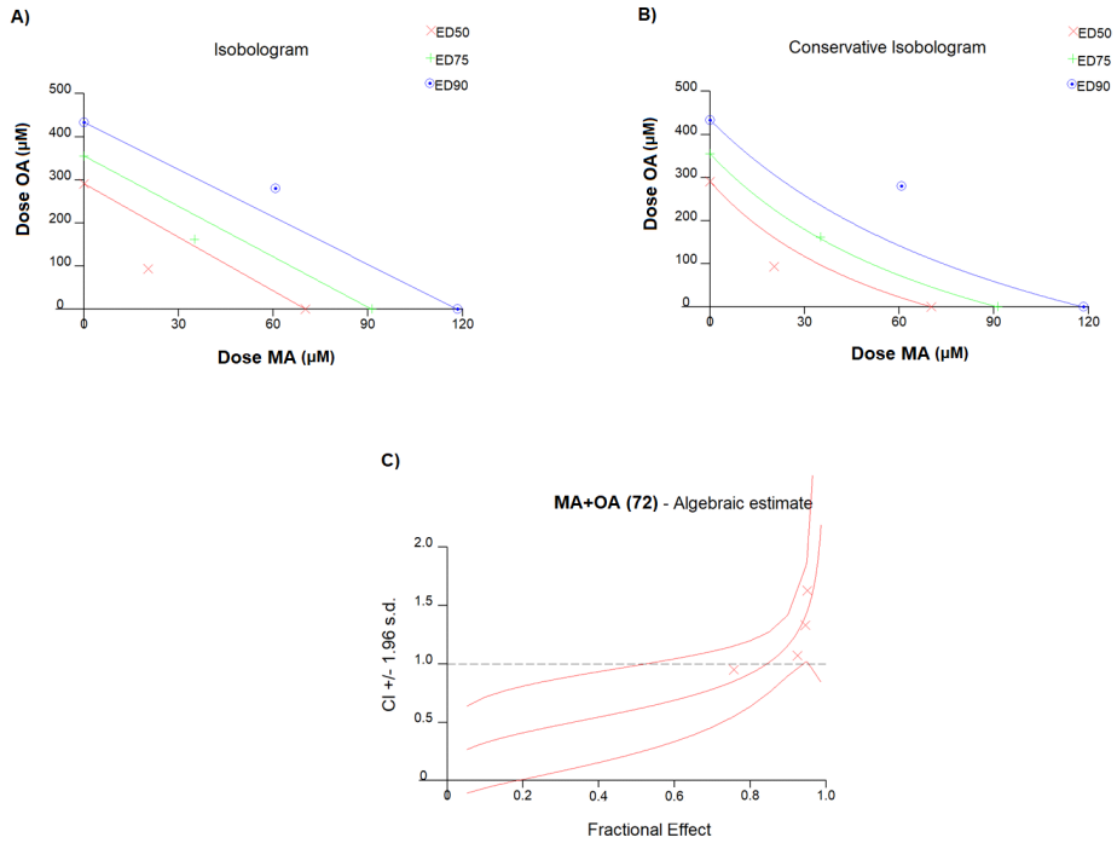 A)
Isobologram
ED50
ED75
ED90
500
400
300
200
100
0
0 30 60 90 120
Dose OA (µM)
Dose MA (µM)
B)
Conservative Isobologram
ED50
ED75
ED90
500
400
300
200
100
0
0 30 60 90 120
Dose OA (µM)
Dose MA (µM)
C)
MA+OA (72) - Algebraic estimate
2.0
1.5
1.0
0.5
0
0 0.2 0.4 0.6 0.8 1.0
CI +/- 1.96 s.d.
Fractional Effect